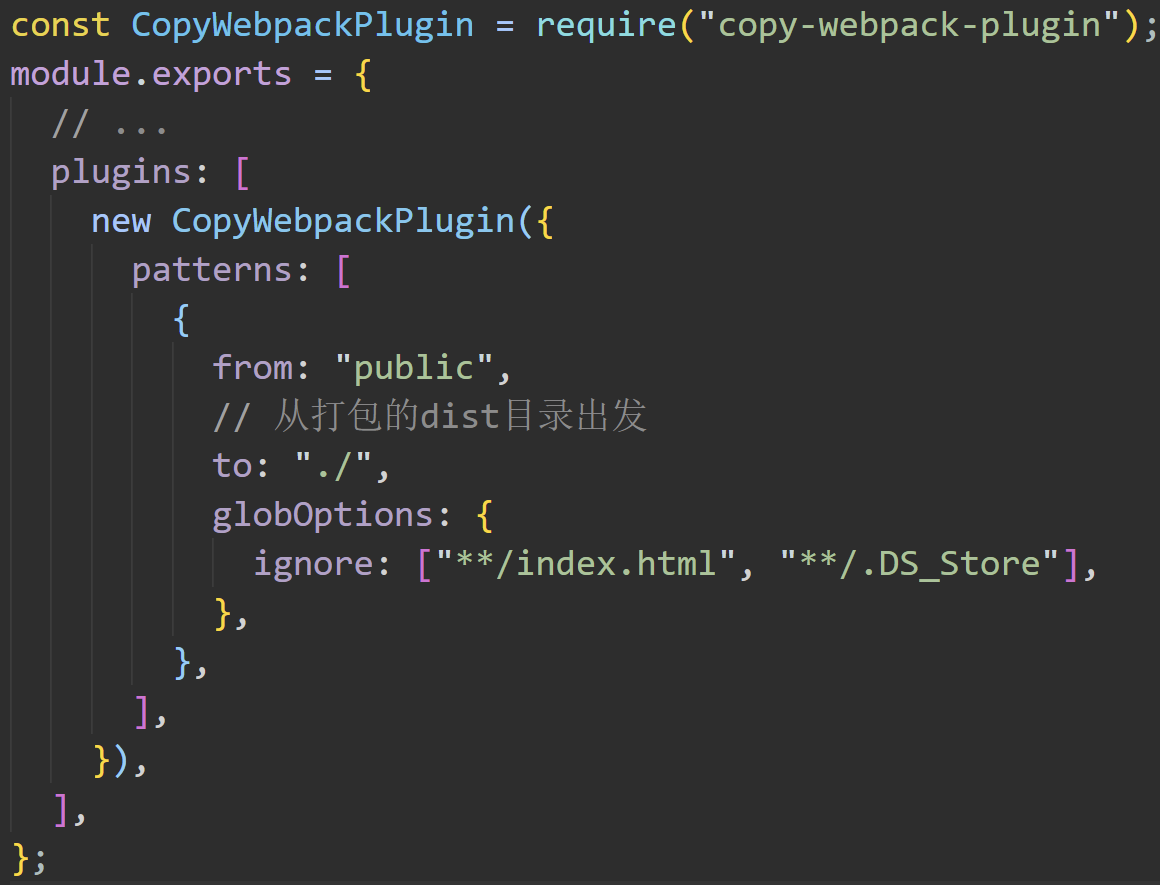 const CopyWebpackPlugin = require("copy-webpack-plugin");
module.exports = {
  // ...
  plugins: [
    new CopyWebpackPlugin({
      patterns: [
        {
          from: "public",
          // 从打包的dist目录出发
          to: "./",
          globOptions: {
            ignore: ["**/index.html", "**/.DS_Store"],
          },
        },
      ],
    }),
  ],
};